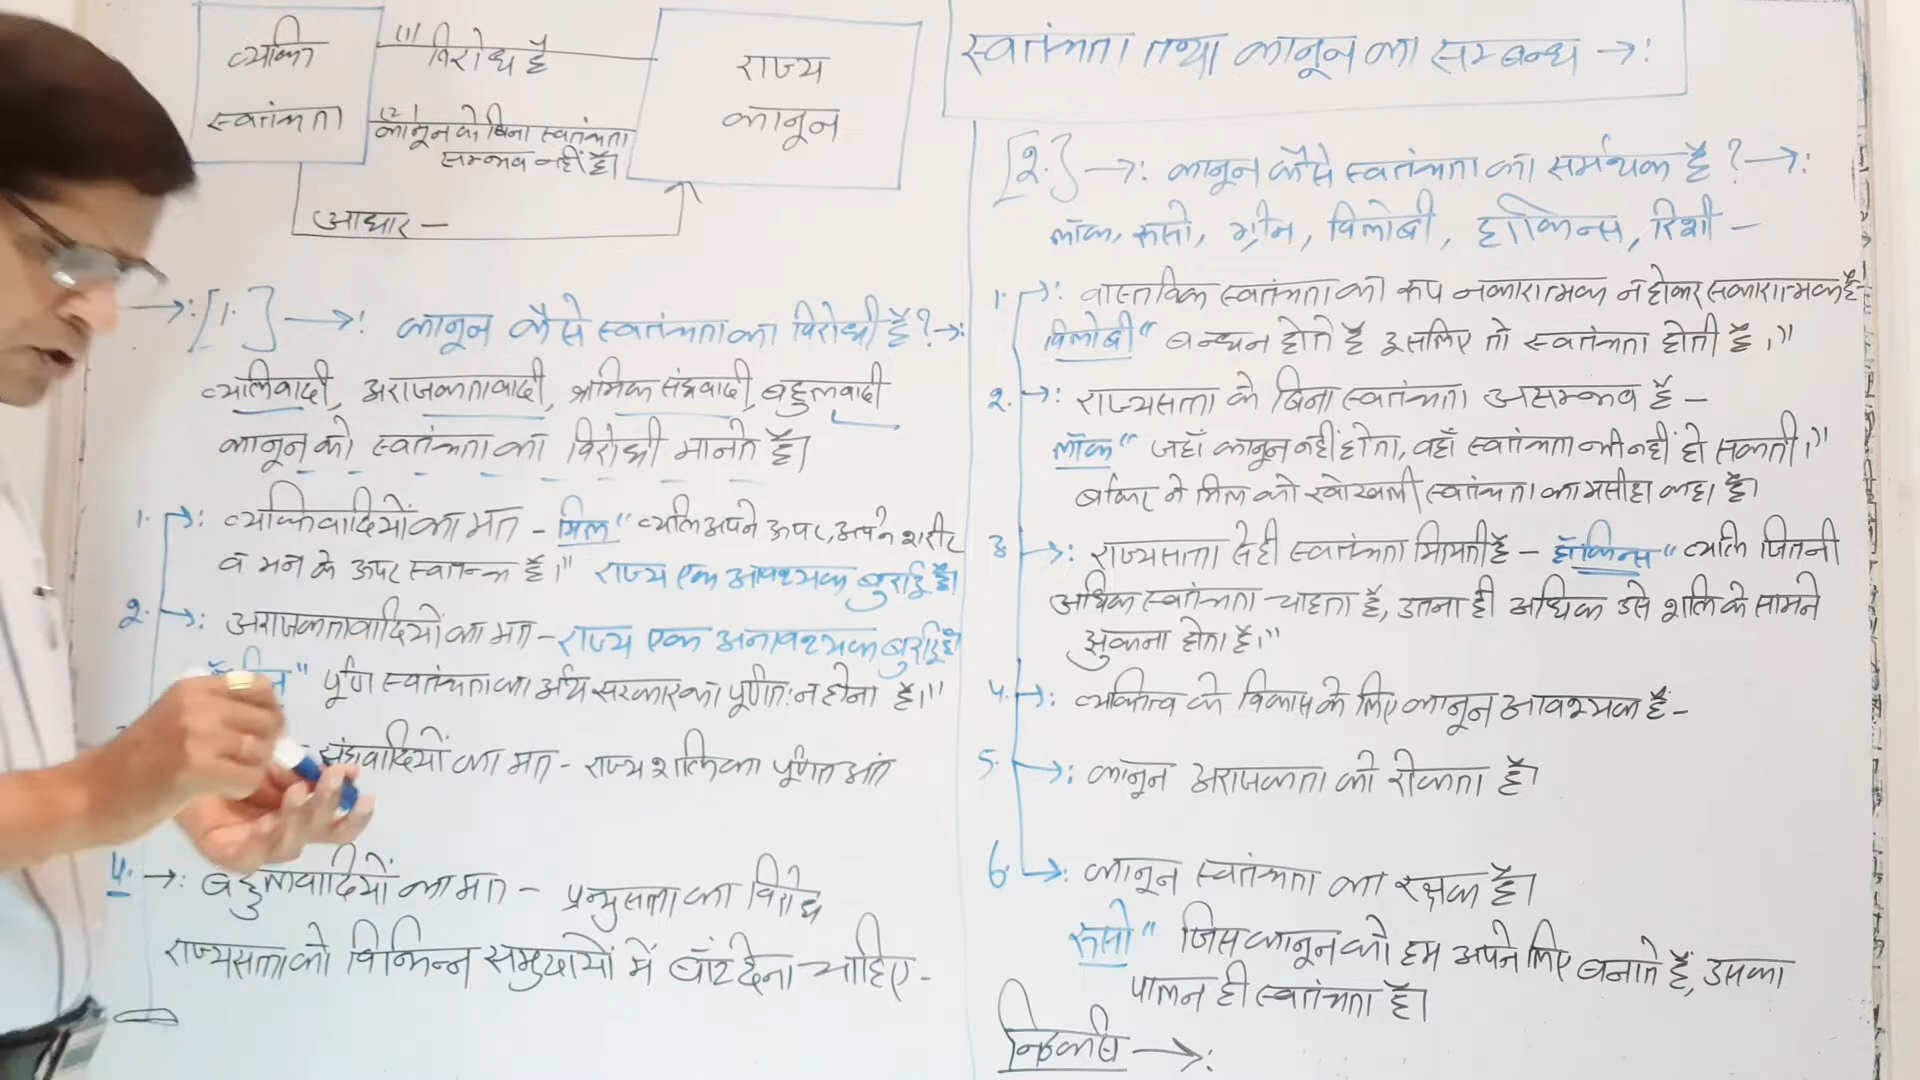 व्यक्ति
स्वतंत्रता
(1) विरोध है
(2) कानून के बिना स्वतंत्रता
सम्भव नहीं है।
राज्य
कानून
आधार –
स्वतंत्रता तथा कानून का सम्बन्ध →:
→: [1.] →: कानून कैसे स्वतंत्रता का विरोधी है? →:
व्यक्तिवादी, अराजकतावादी, श्रमिक संघवादी, बहुलवादी
कानून को स्वतंत्रता का विरोधी मानते है।
1. →: व्यक्तिवादियों का मत – मिल " व्यक्ति अपने ऊपर, अपने शरीर
व मन के ऊपर स्वतन्त्र है।" राज्य एक आवश्यक बुराई है।
2. →: अराजकतावादियों का मत – राज्य एक अनावश्यक बुराई है
" पूर्ण स्वतंत्रता का अर्थ सरकार का पूर्णत: न होना है।"
संघवादियों का मत – राज्य शक्ति का पूर्णत अंत
4. →: बहुलवादियों का मत – प्रभुसत्ता का विरोध
राज्यसत्ता को विभिन्न समुदायों में बाँट देना चाहिए –
[2.] →: कानून कैसे स्वतंत्रता का सर्मथक है? →:
लॉक, रूसो, ग्रीन, विलोबी, हॉकिन्स, रिशी –
1. →: वास्तविक स्वतंत्रता का रूप नकारात्मक न होकर सकारात्मक है –
विलोबी " बन्धन होते है इसलिए तो स्वतंत्रता होती है।"
2. →: राज्यसत्ता के बिना स्वतंत्रता असम्भव है –
लॉक " जहाँ कानून नहीं होता, वहाँ स्वतंत्रता भी नहीं हो सकती।"
बार्कर ने मिल को खोखली स्वतंत्रता का मसीहा कहा है।
3 →: राज्यसत्ता से ही स्वतंत्रता मिलती है – हॉकिन्स " व्यक्ति जितनी
अधिक स्वतंत्रता चाहता है, उतना ही अधिक उसे शक्ति के सामने
झुकना होता है।"
4. →: व्यक्तित्व के विकास के लिए कानून आवश्यक है –
5. →: कानून अराजकता को रोकता है।
6. →: कानून स्वतंत्रता का रक्षक है।
रूसो " जिस कानून को हम अपने लिए बनाते हैं, उसका
पालन ही स्वतंत्रता है।
निष्कर्ष →: